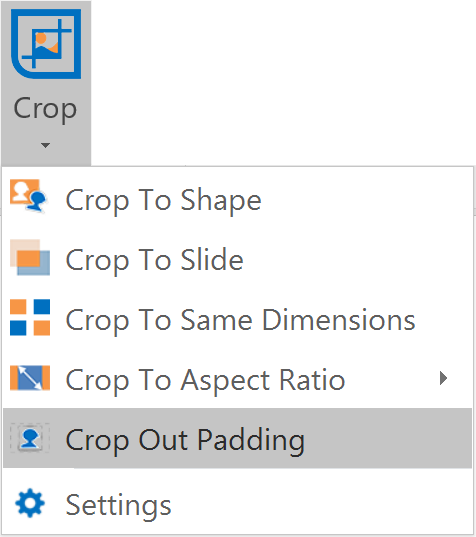 Crop
Crop To Shape
Crop To Slide
Crop To Same Dimensions
Crop To Aspect Ratio
Crop Out Padding
Settings